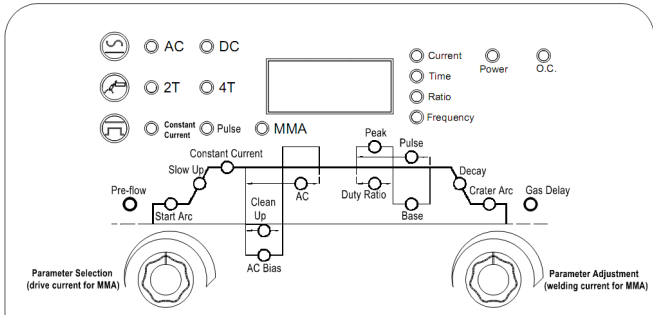 AC
DC
Current
Power
O.C.
Time
2T
4T
Ratio
Frequency
Constant
Current
Pulse
MMA
Peak
Constant Current
Pulse
Slow Up
Decay
Pre-flow
AC
Duty Ratio
Crater Arc
Gas Delay
Clean
Up
Start Arc
Base
AC Bias
Parameter Selection
(drive current for MMA)
Parameter Adjustment
(welding current for MMA)